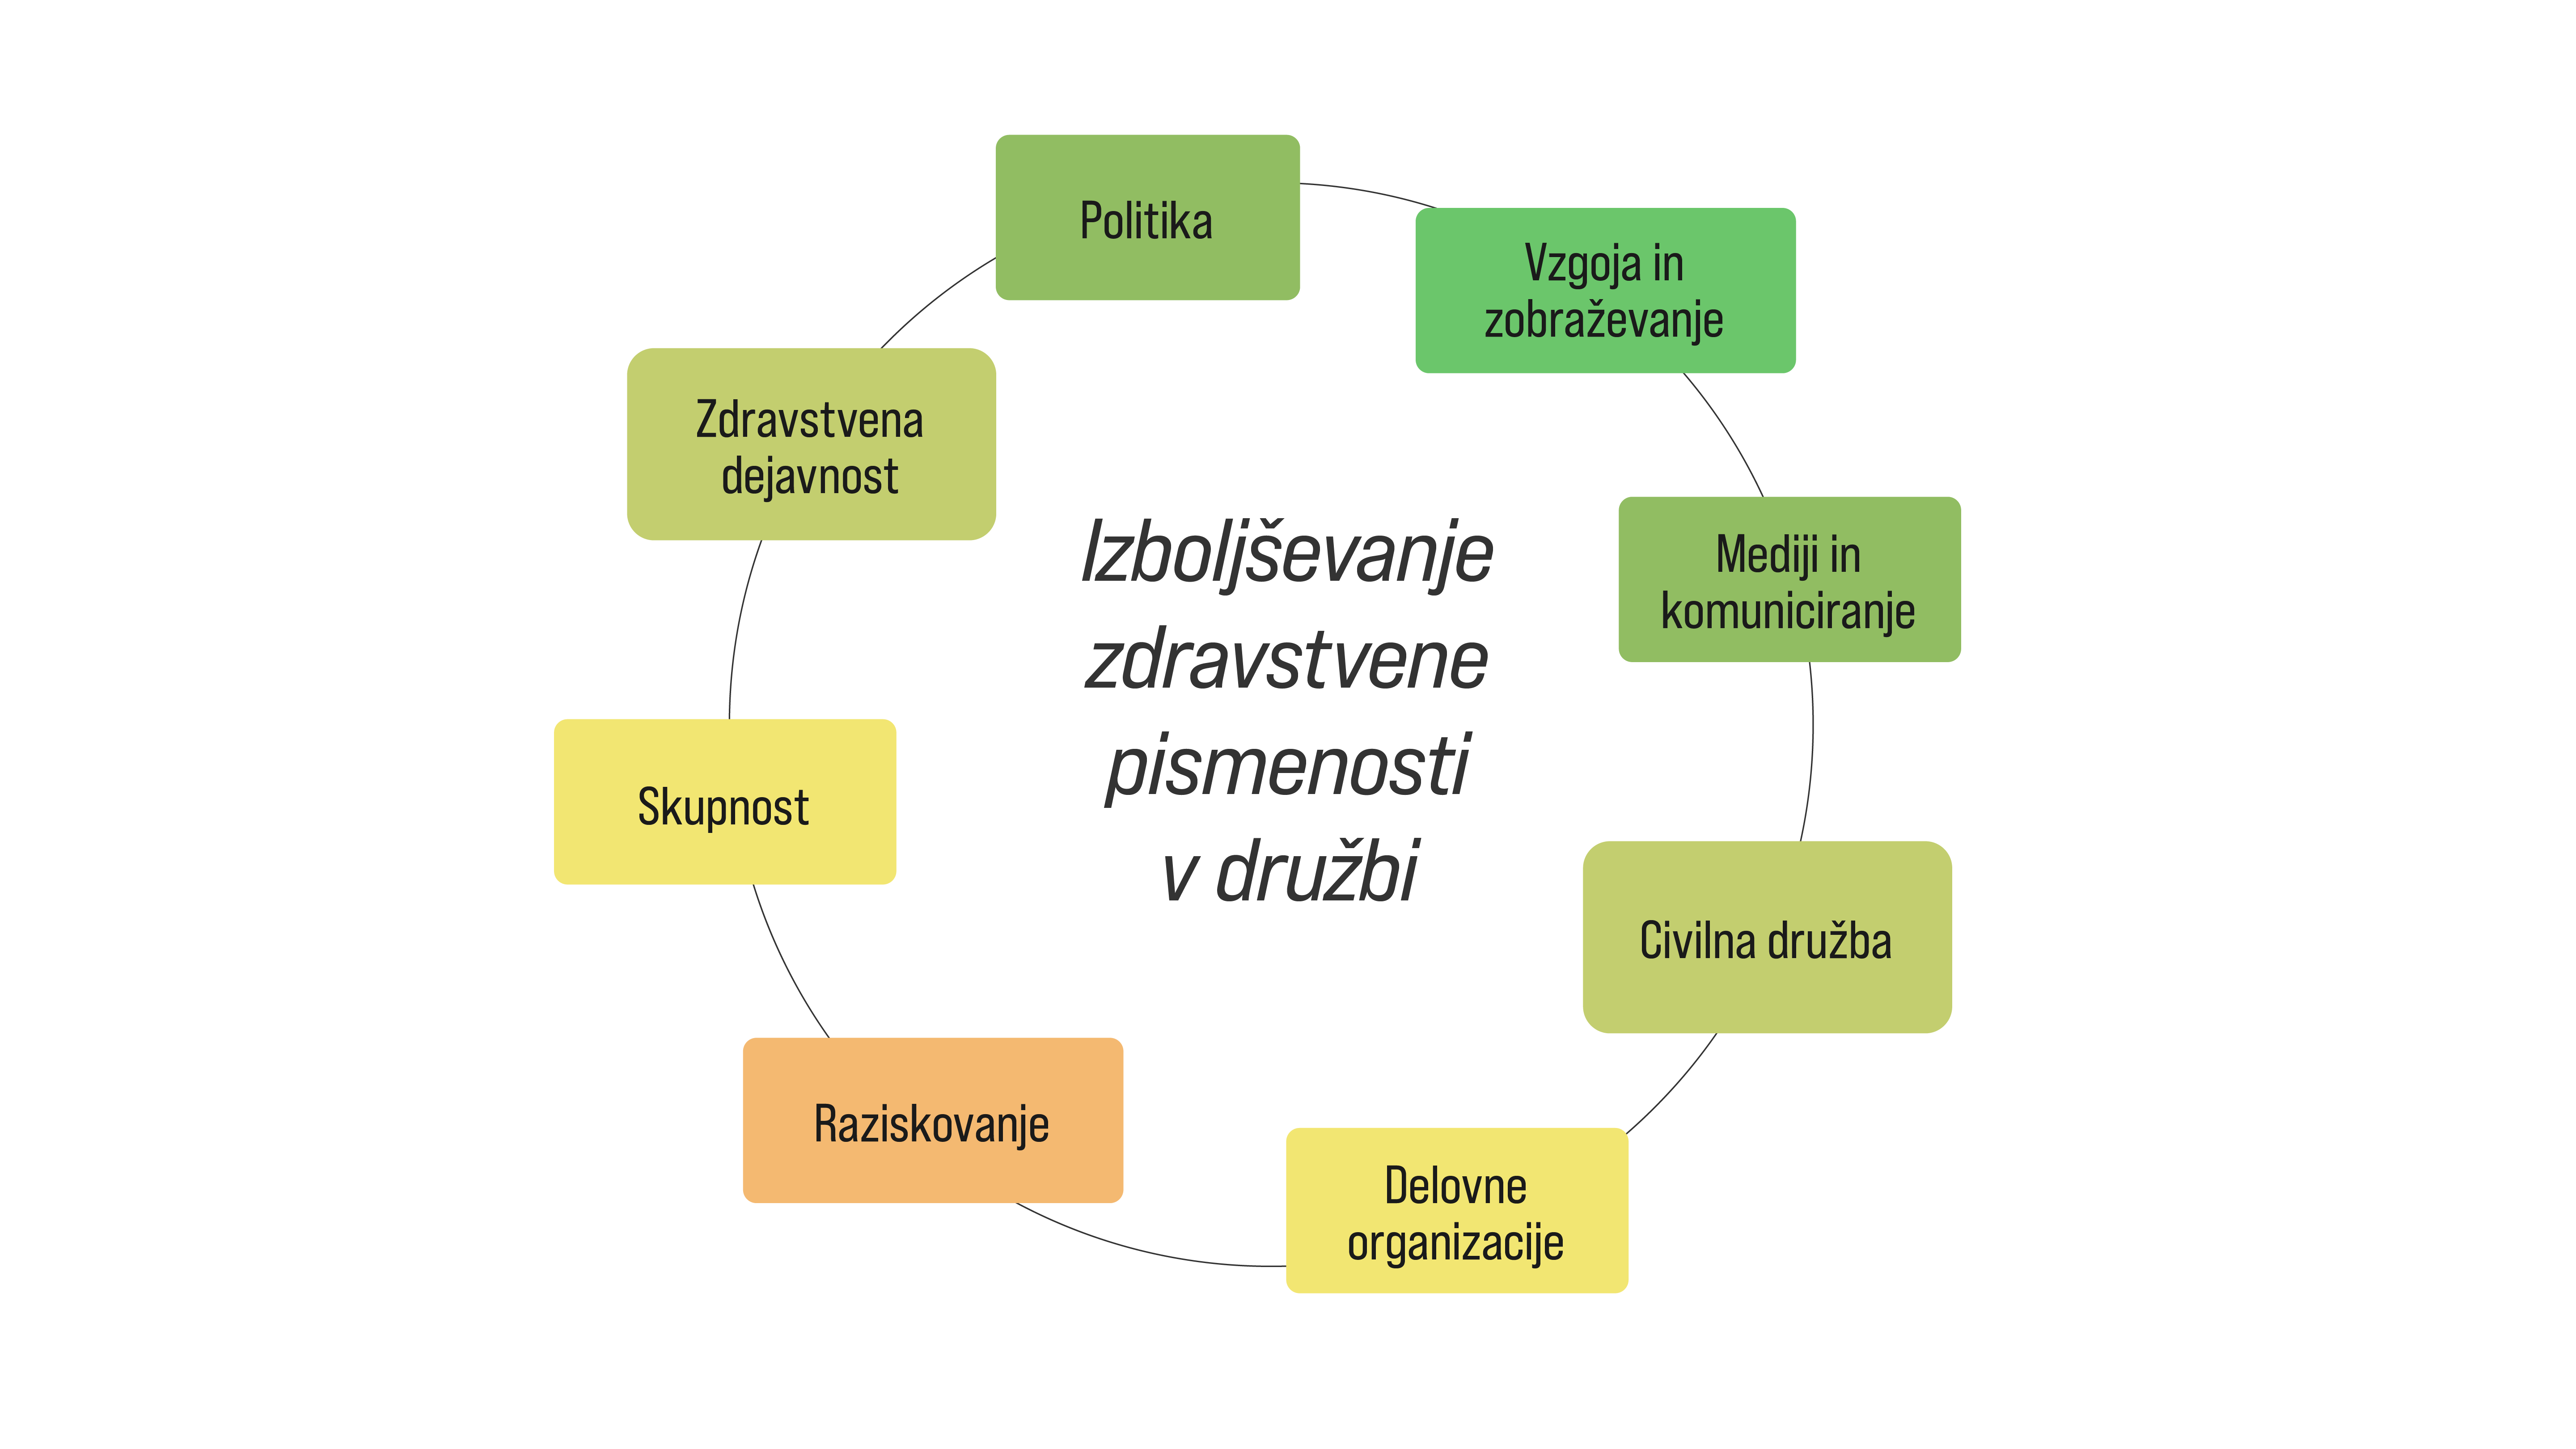 Politika
Vzgoja in
zobraževanje
Mediji in
komuniciranje
Civilna družba
Delovne
organizacije
Raziskovanje
Skupnost
Zdravstvena
dejavnost
Izboljševanje
zdravstvene
pismenosti
v družbi